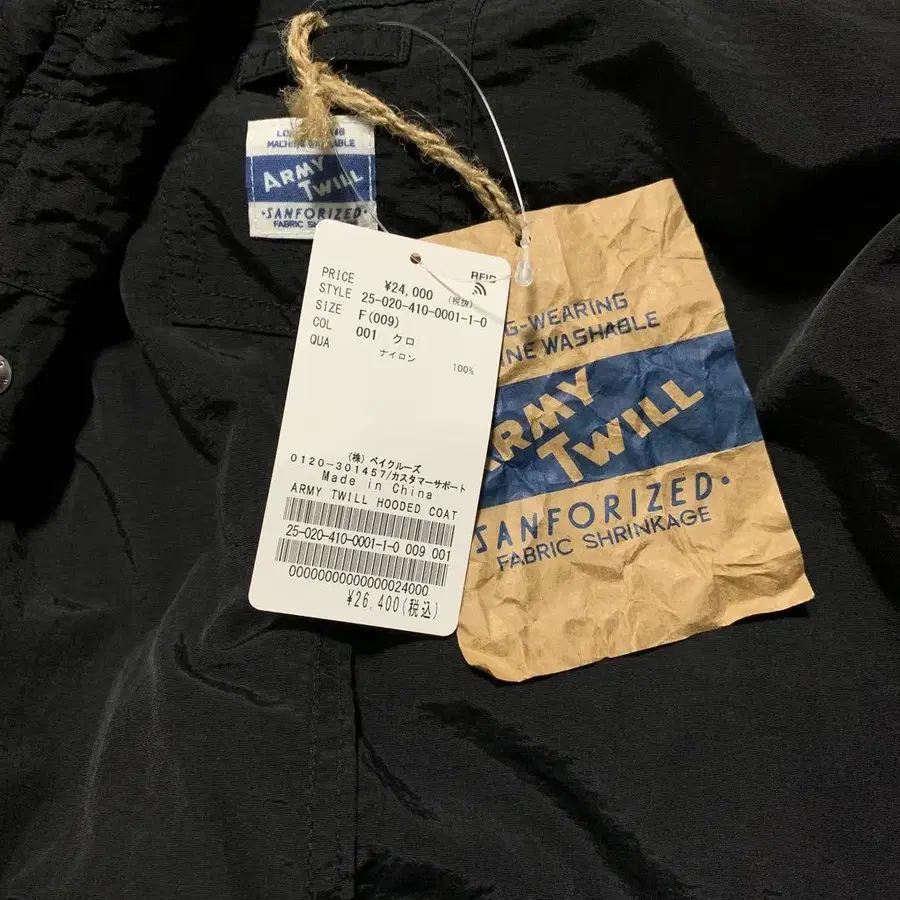 MACHINE WASHABLE
ARMY
TWILL
•SANFORIZED•
FABRIC
RFID
PRICE ¥24,000 (税抜)
STYLE 25-020-410-0001-1-0
SIZE F(009)
COL 001 クロ
QUA ナイロン 100%
(株) ベイクルーズ
0120-301457/カスタマーサポート
Made in China
ARMY TWILL HOODED COAT
25-020-410-0001-1-0 009 001
00000000000000024000
¥26,400(税込)
G-WEARING
NE WASHABLE
ARMY
TWILL
SANFORIZED•
FABRIC SHRINKAGE